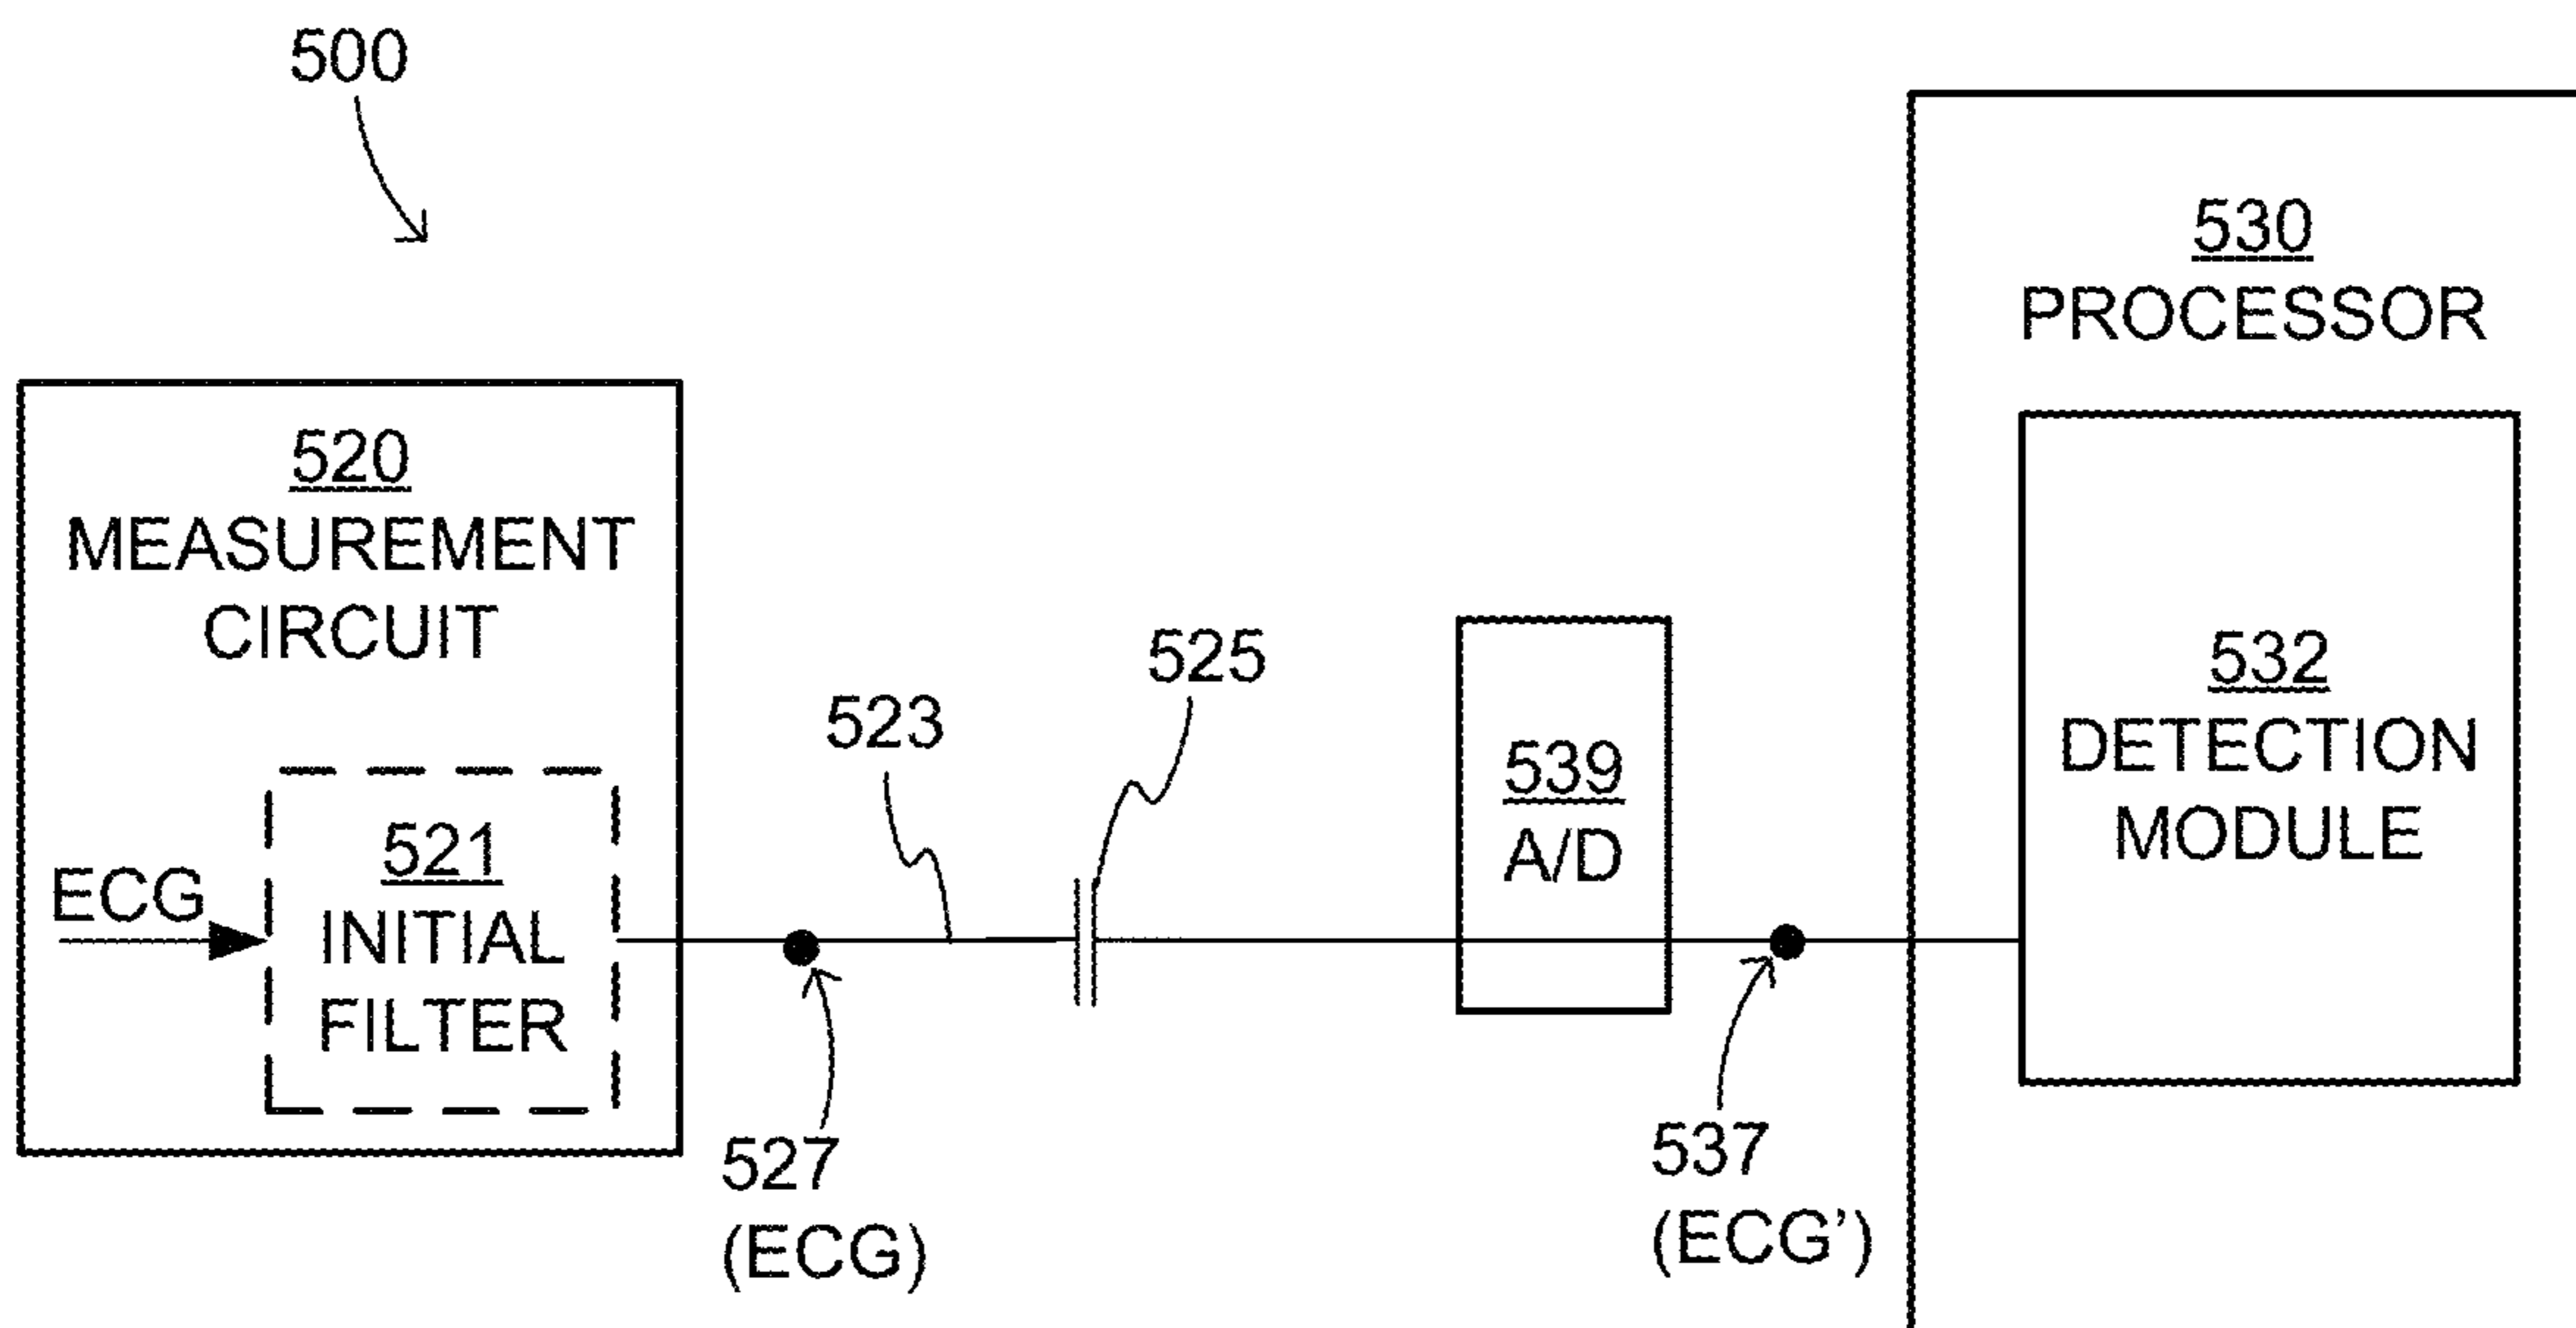 500
530
PROCESSOR
520
MEASUREMENT
CIRCUIT
525
532
DETECTION
MODULE
523
539
A/D
521
INITIAL
FILTER
ECG
527
(ECG)
537
(ECG’)